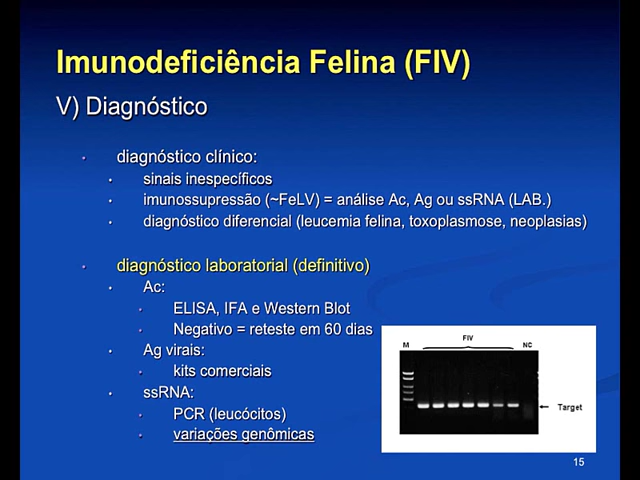 Imunodeficiência Felina (FIV)
V) Diagnóstico
diagnóstico clínico:
sinais inespecíficos
imunossupressão (~FeLV) = análise Ac, Ag ou ssRNA (LAB.)
diagnóstico diferencial (leucemia felina, toxoplasmose, neoplasias)
diagnóstico laboratorial (definitivo)
Ac:
ELISA, IFA e Western Blot
Negativo = reteste em 60 dias
Ag virais:
kits comerciais
ssRNA:
PCR (leucócitos)
variações genômicas
FIV
M
NC
Target
15